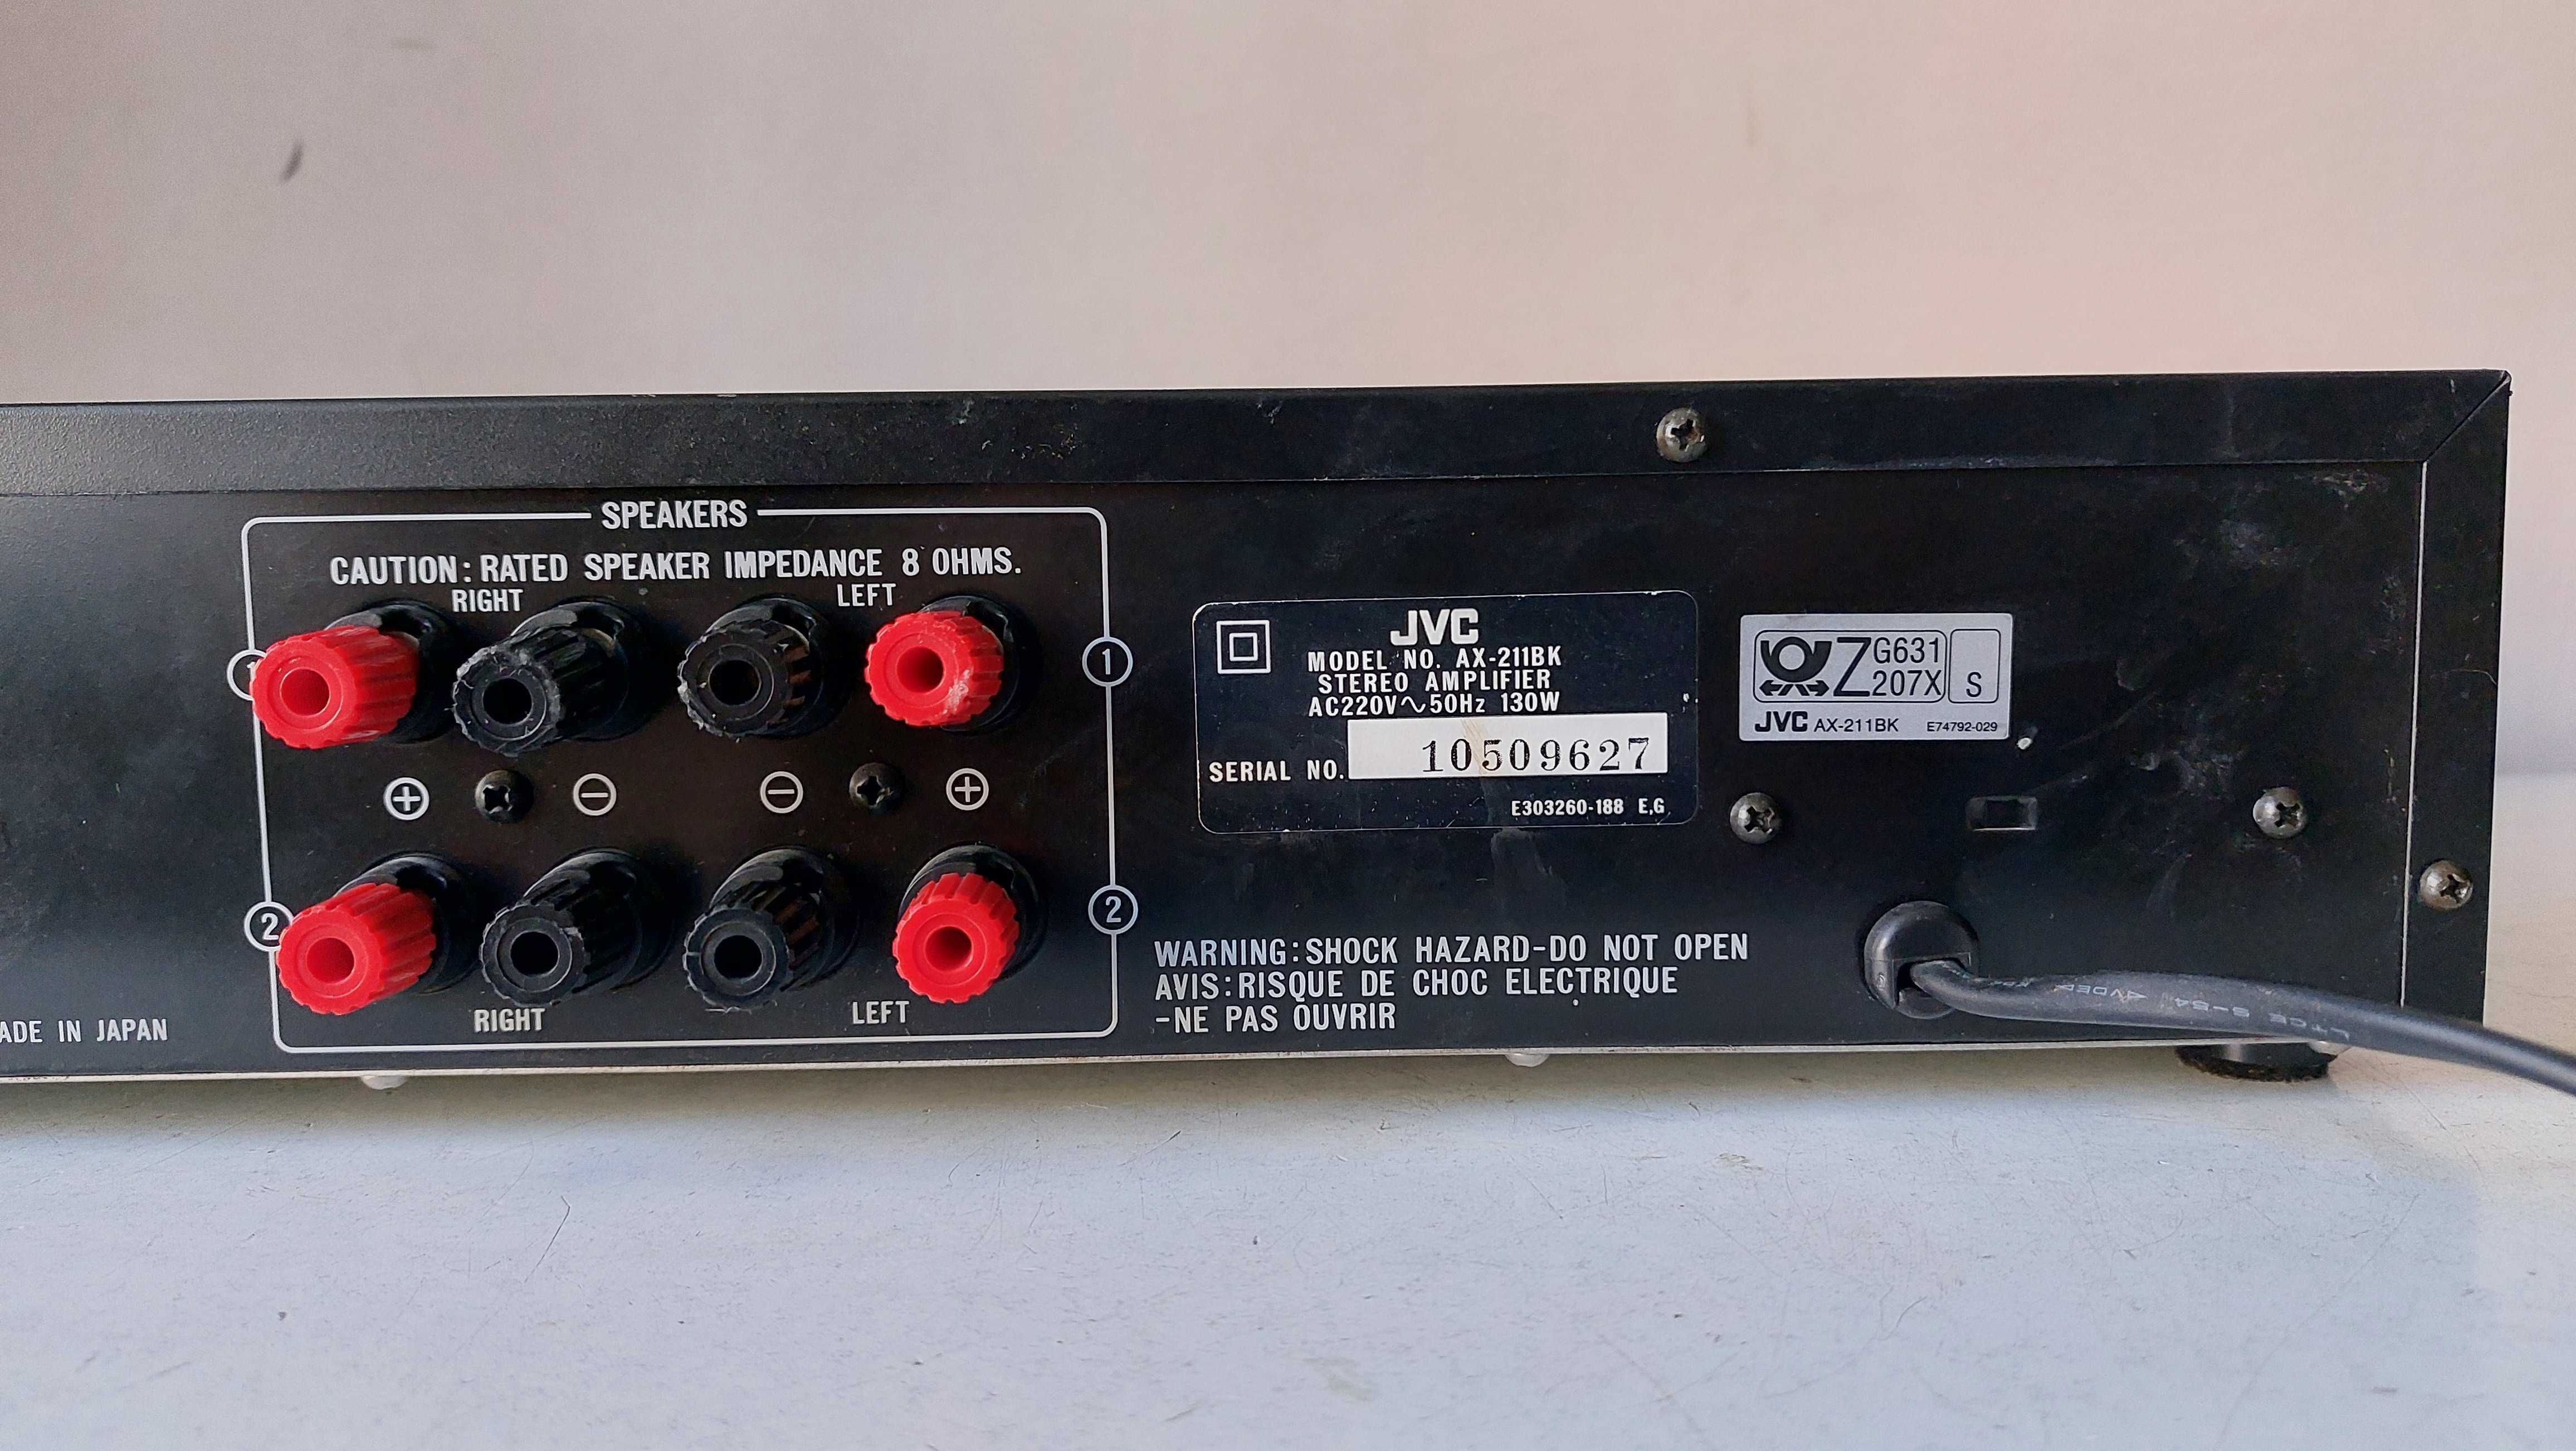 SPEAKERS
CAUTION: RATED SPEAKER IMPEDANCE 8 OHMS.
RIGHT LEFT
1 1
+ − − +
2 2
RIGHT LEFT
ADE IN JAPAN
JVC
MODEL NO. AX-211BK
STEREO AMPLIFIER
AC220V∿50Hz 130W
SERIAL NO. 10509627
E303260-188 E,G
WARNING:SHOCK HAZARD-DO NOT OPEN
AVIS:RISQUE DE CHOC ELECTRIQUE
-NE PAS OUVRIR
Z G631
207X S
JVC AX-211BK E74792-029
LTCE S-54